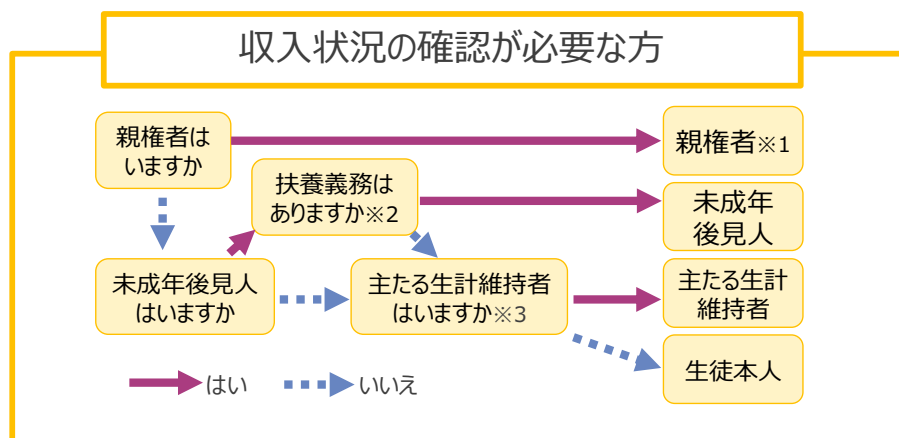 収入状況の確認が必要な方
親権者は
いますか
親権者※1
扶養義務は
ありますか※2
未成年
後見人
未成年後見人
はいますか
主たる生計維持者
はいますか※3
主たる生計
維持者
生徒本人
はい
いいえ